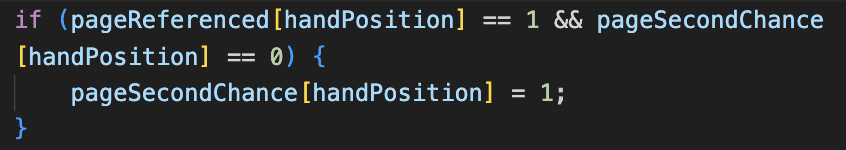 if (pageReferenced[handPosition] == 1 && pageSecondChance
[handPosition] == 0) {
    pageSecondChance[handPosition] = 1;
}